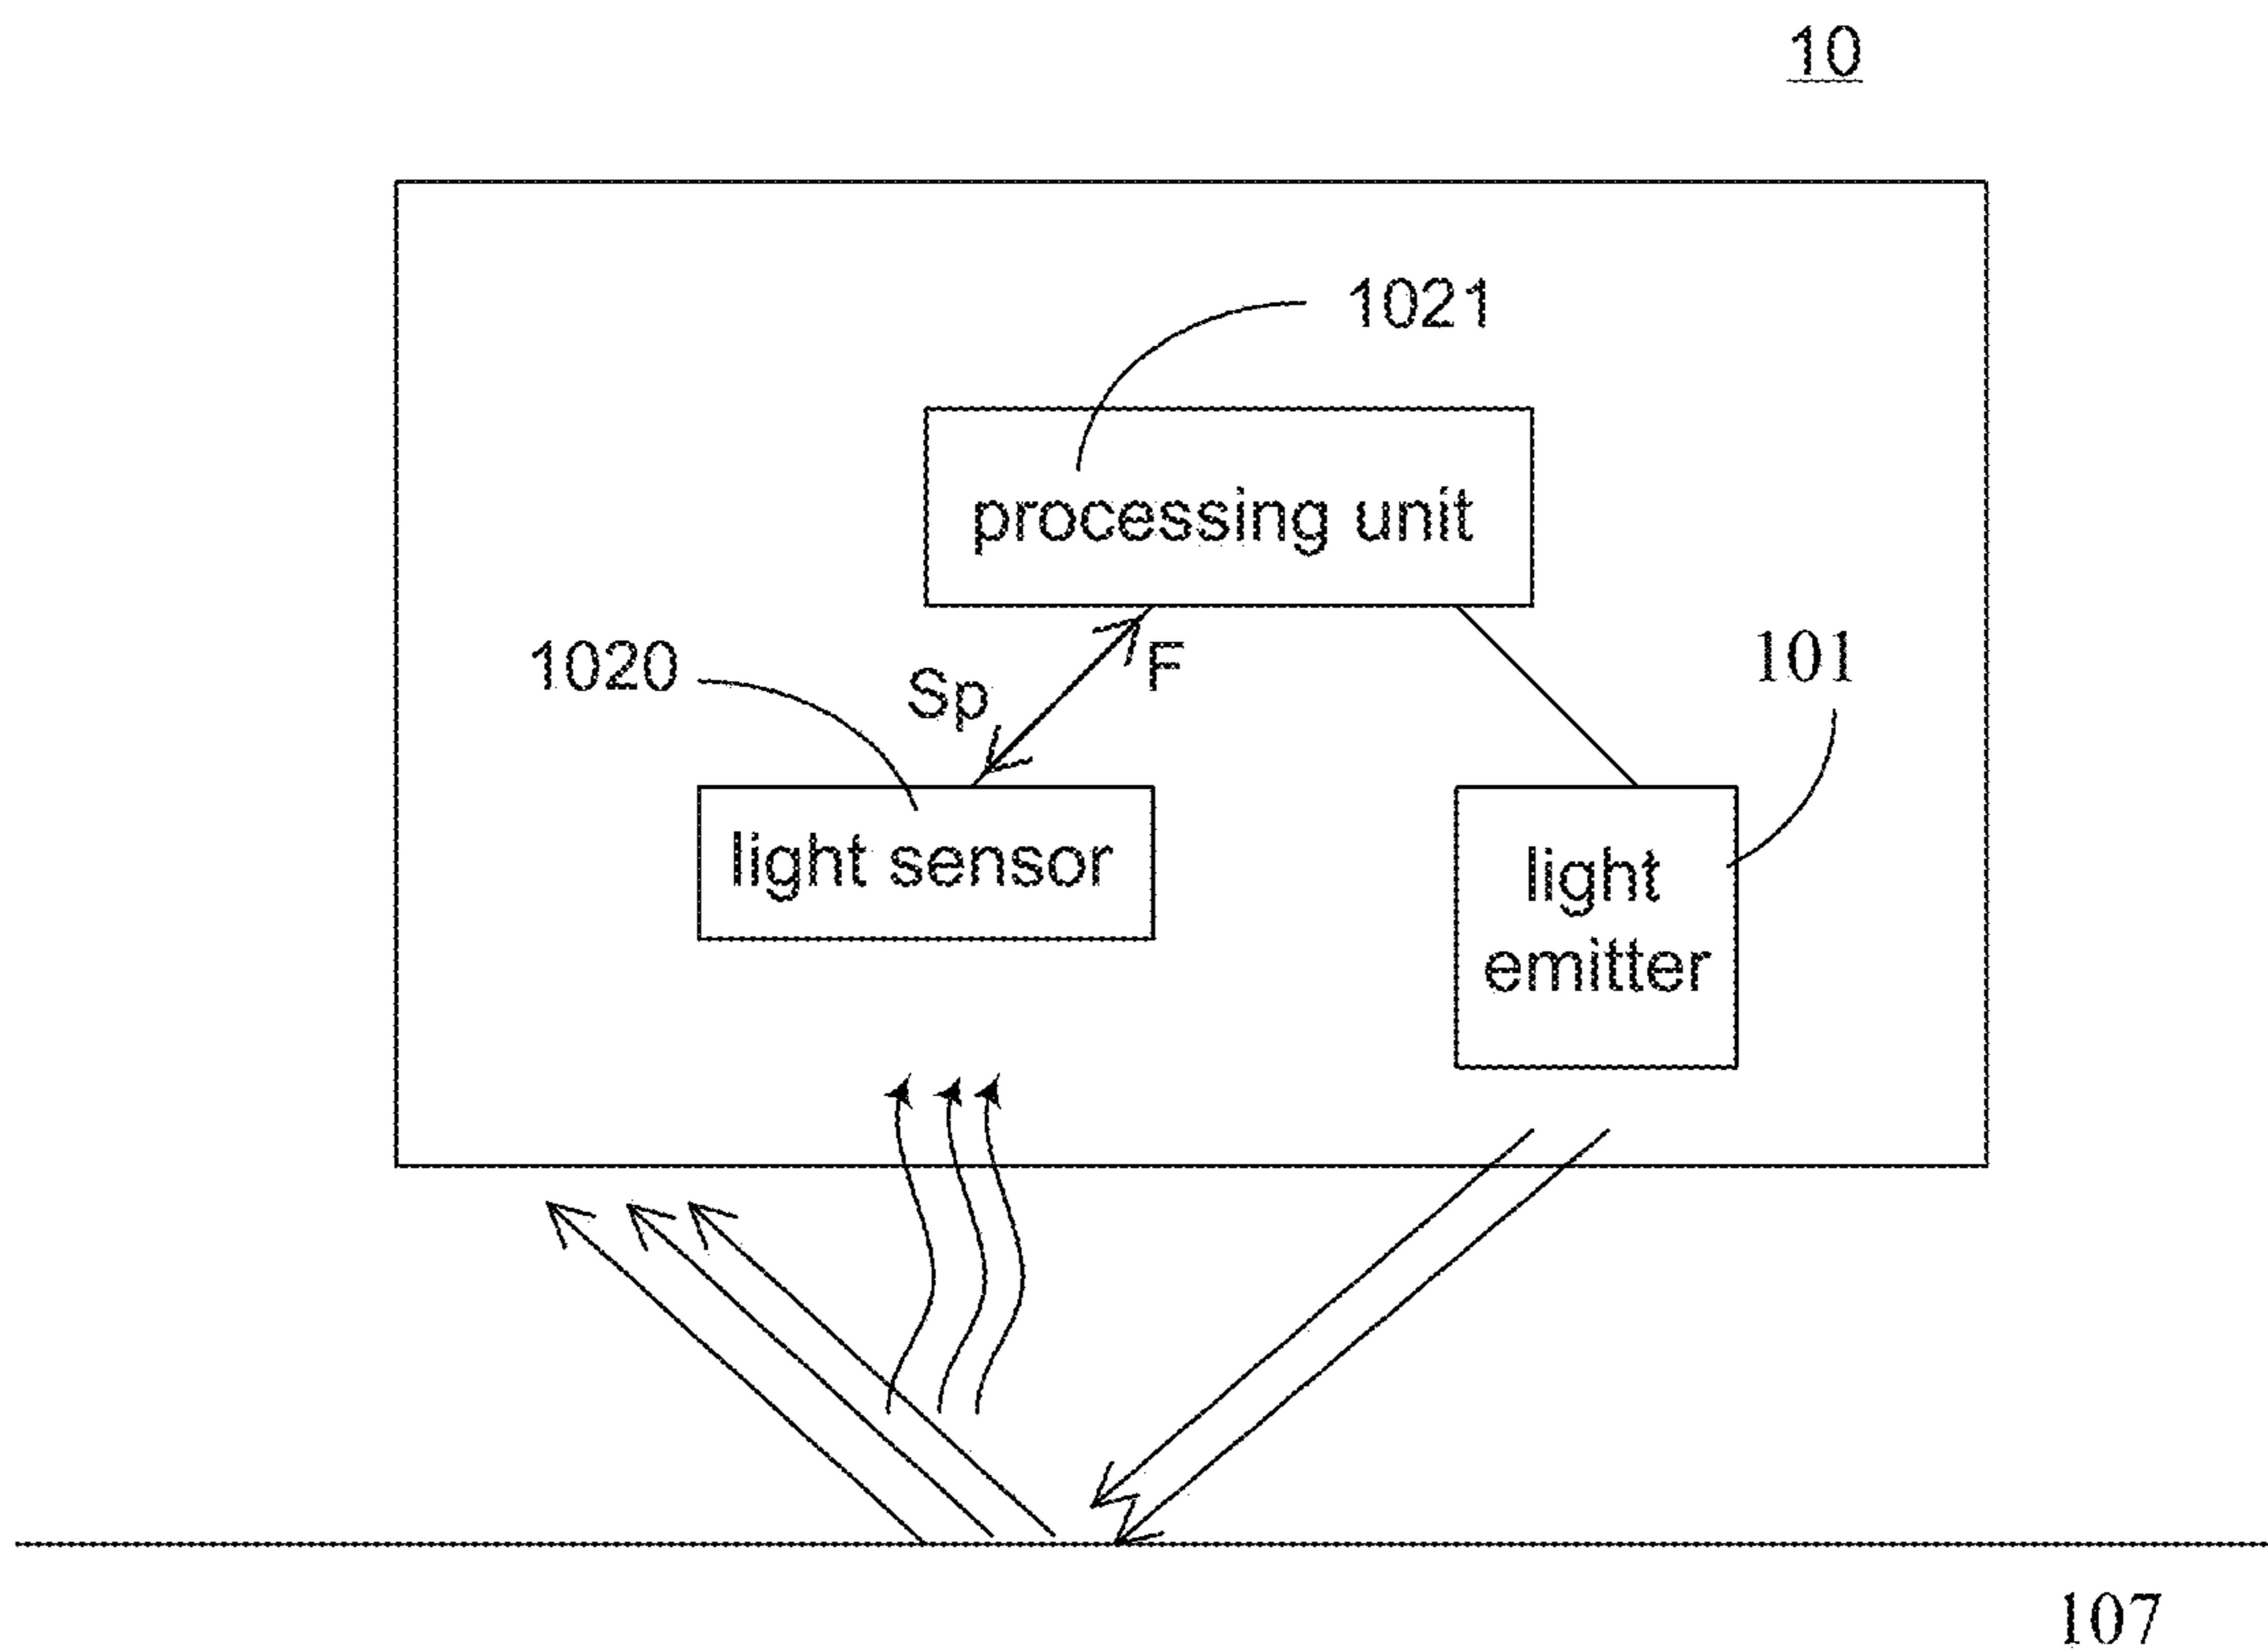 10
1021
processing unit
1020
Sp
F
101
light sensor
light
emitter
107